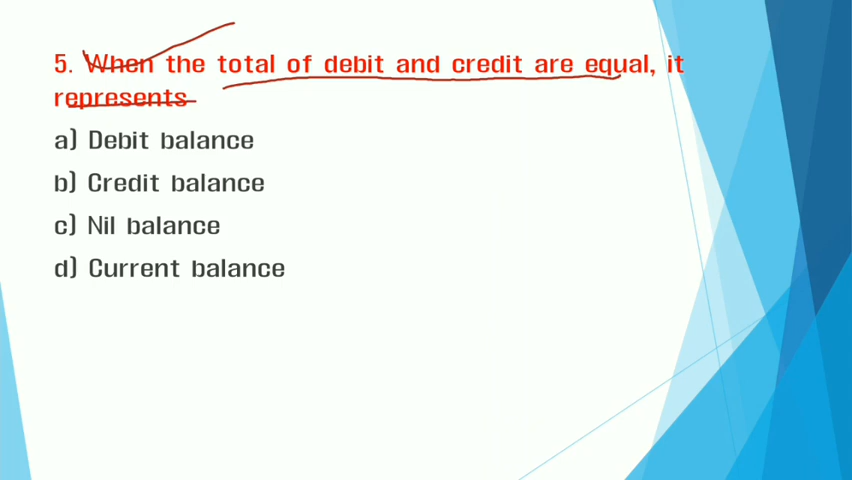 5. When the total of debit and credit are equal, it
represents
a) Debit balance
b) Credit balance
c) Nil balance
d) Current balance